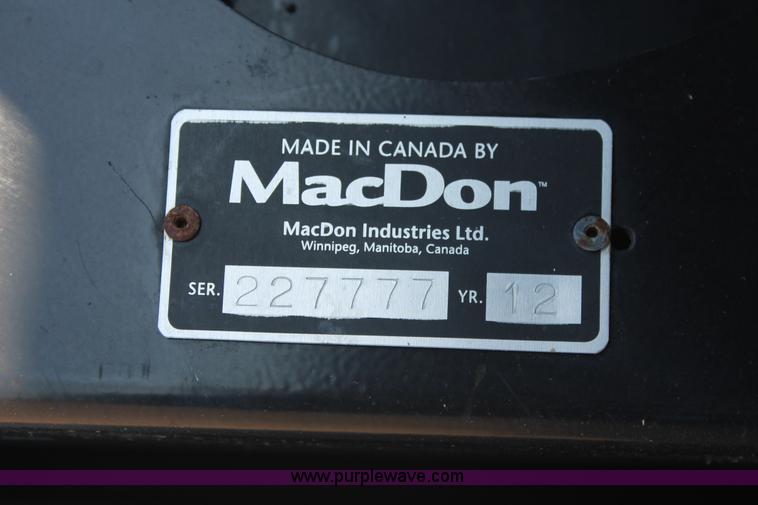 MADE IN CANADA BY
MacDon™
MacDon Industries Ltd.
Winnipeg, Manitoba, Canada
SER. 227777 YR. 12
www.purplewave.com